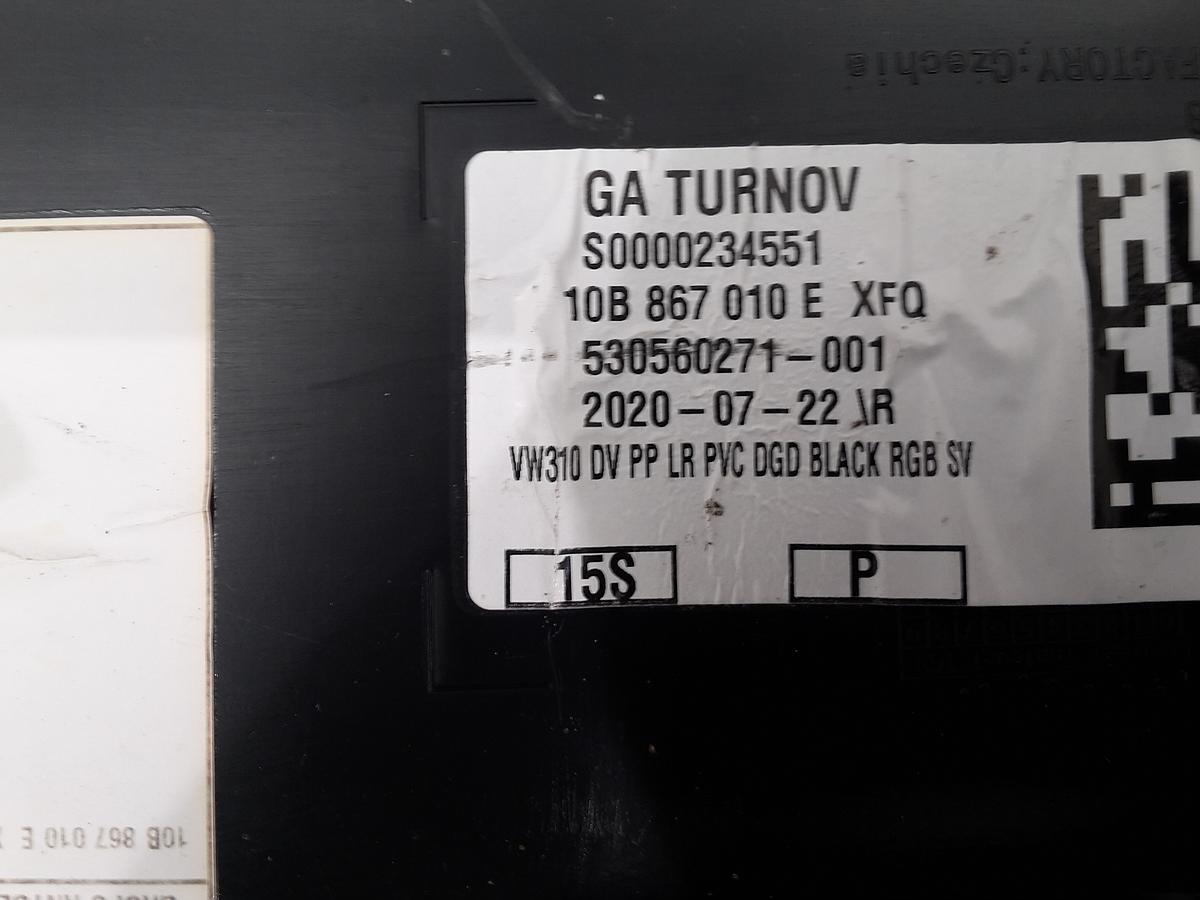 FACTORY:Czechia
GA TURNOV
S0000234551
10B 867 010 E XFQ
530560271-001
2020-07-22 \R
VW310 DV PP LR PVC DGD BLACK RGB SV
15S
P
10B 867 010 E